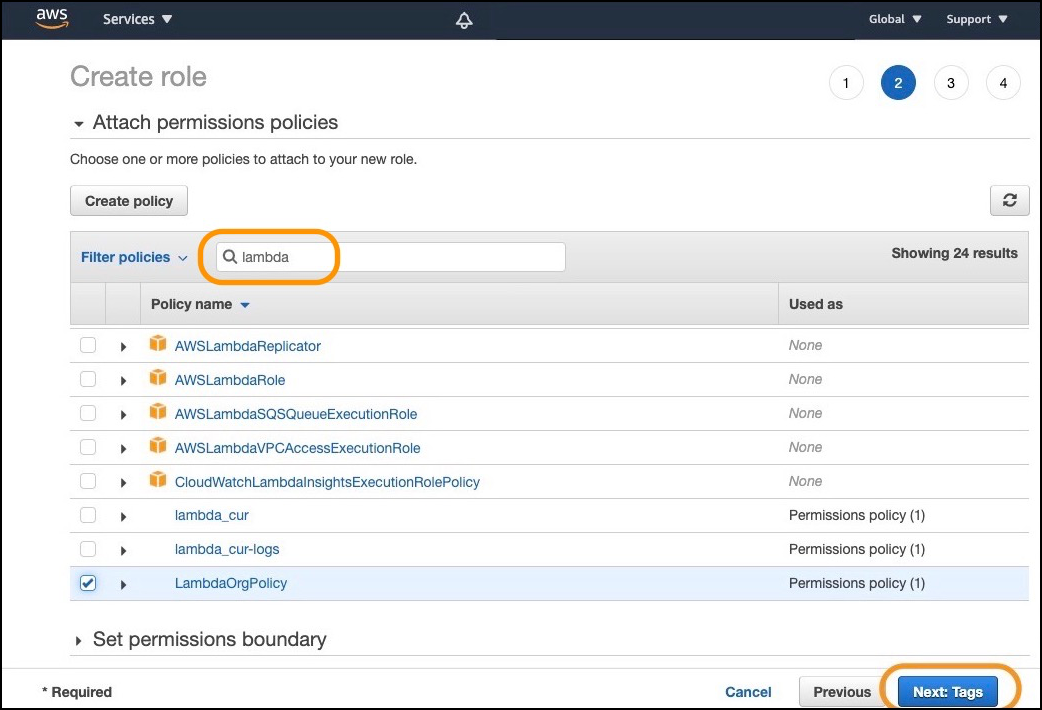 aws Services Global Support
Create role 1 2 3 4
Attach permissions policies
Choose one or more policies to attach to your new role.
Create policy
Filter policies lambda Showing 24 results
Policy name Used as
AWSLambdaReplicator None
AWSLambdaRole None
AWSLambdaSQSQueueExecutionRole None
AWSLambdaVPCAccessExecutionRole None
CloudWatchLambdaInsightsExecutionRolePolicy None
lambda_cur Permissions policy (1)
lambda_cur-logs Permissions policy (1)
LambdaOrgPolicy Permissions policy (1)
Set permissions boundary
* Required Cancel Previous Next: Tags